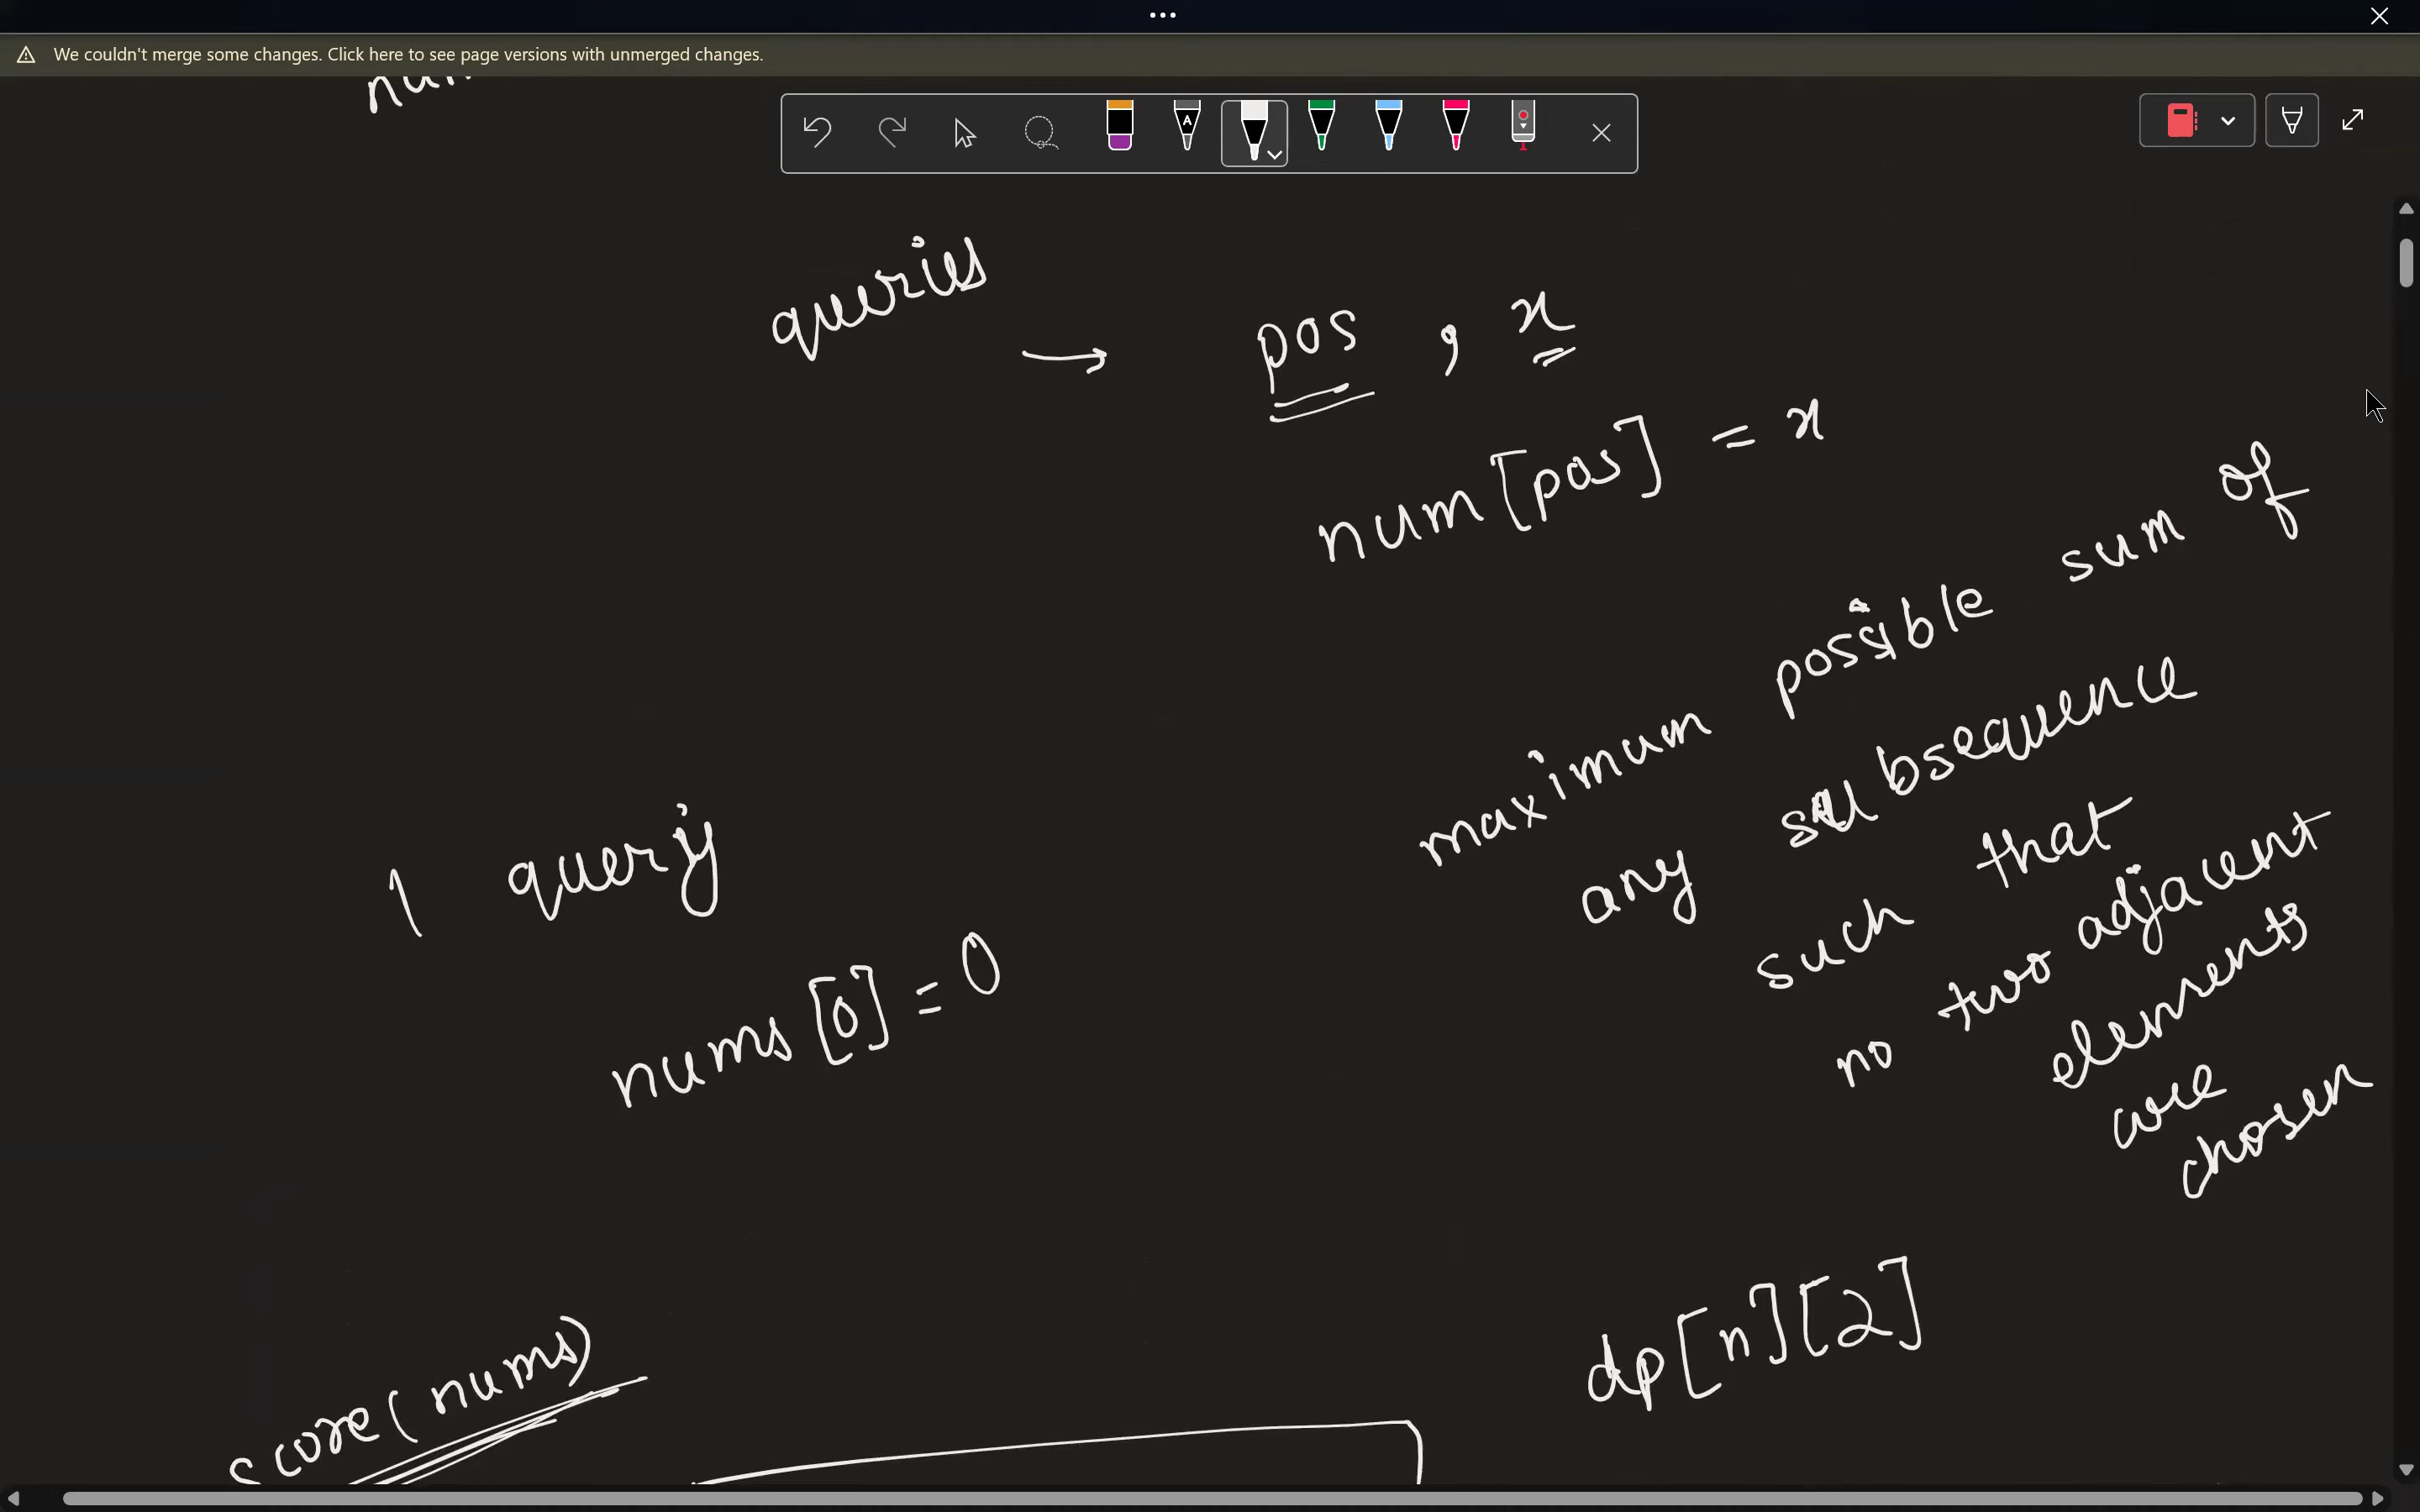 We couldn't merge some changes. Click here to see page versions with unmerged changes.
queries → pos , x
num[pos] = x
maximum possible sum of
any subsequence
such that
no two adjacent
elements
are
chosen
1 query
nums[0] = 0
dp[n][2]
score(nums)